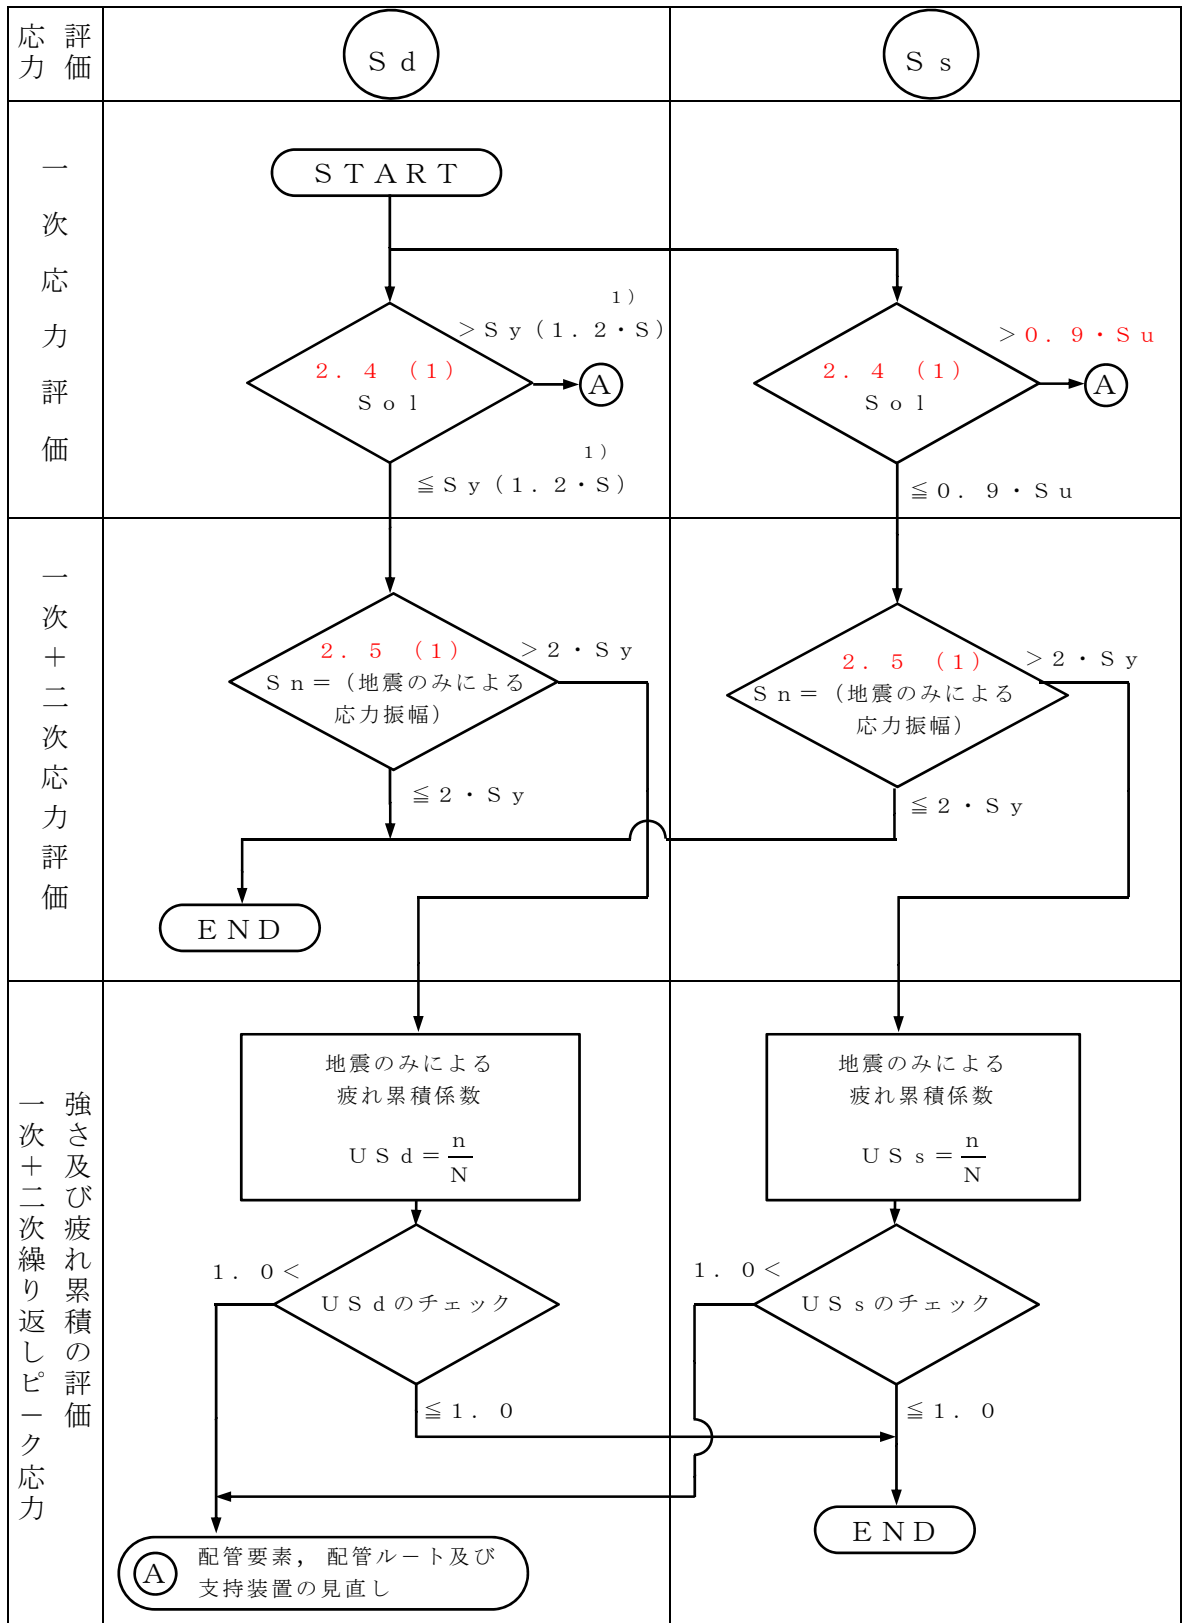 評価
応力
Ｓｄ
Ｓｓ
一次応力評価
ＳＴＡＲＴ
１）
＞Ｓｙ（１．２・Ｓ）
２．４ （１）
Ｓｏｌ
Ａ
１）
≦Ｓｙ（１．２・Ｓ）
＞０．９・Ｓｕ
２．４ （１）
Ｓｏｌ
Ａ
≦０．９・Ｓｕ
一次＋二次応力評価
２．５ （１）
Ｓｎ＝（地震のみによる
応力振幅）
＞２・Ｓｙ
≦２・Ｓｙ
ＥＮＤ
２．５ （１）
Ｓｎ＝（地震のみによる
応力振幅）
＞２・Ｓｙ
≦２・Ｓｙ
強さ及び疲れ累積の評価
一次＋二次繰り返しピーク応力
地震のみによる
疲れ累積係数
ＵＳｄ＝n/N
１．０＜
ＵＳｄのチェック
≦１．０
地震のみによる
疲れ累積係数
ＵＳｓ＝n/N
１．０＜
ＵＳｓのチェック
≦１．０
ＥＮＤ
Ａ
配管要素，配管ルート及び
支持装置の見直し